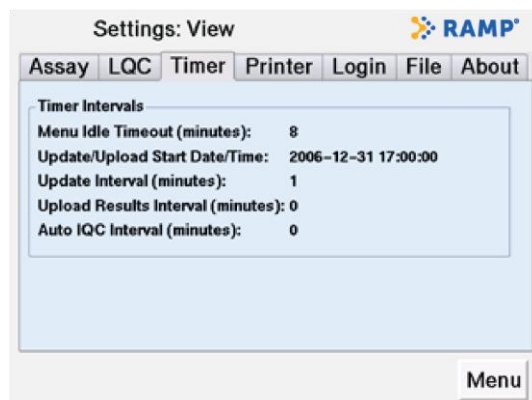 Settings: View
RAMP
Assay LQC Timer Printer Login File About
Timer Intervals
Menu Idle Timeout (minutes): 8
Update/Upload Start Date/Time: 2006-12-31 17:00:00
Update Interval (minutes): 1
Upload Results Interval (minutes): 0
Auto IQC Interval (minutes): 0
Menu